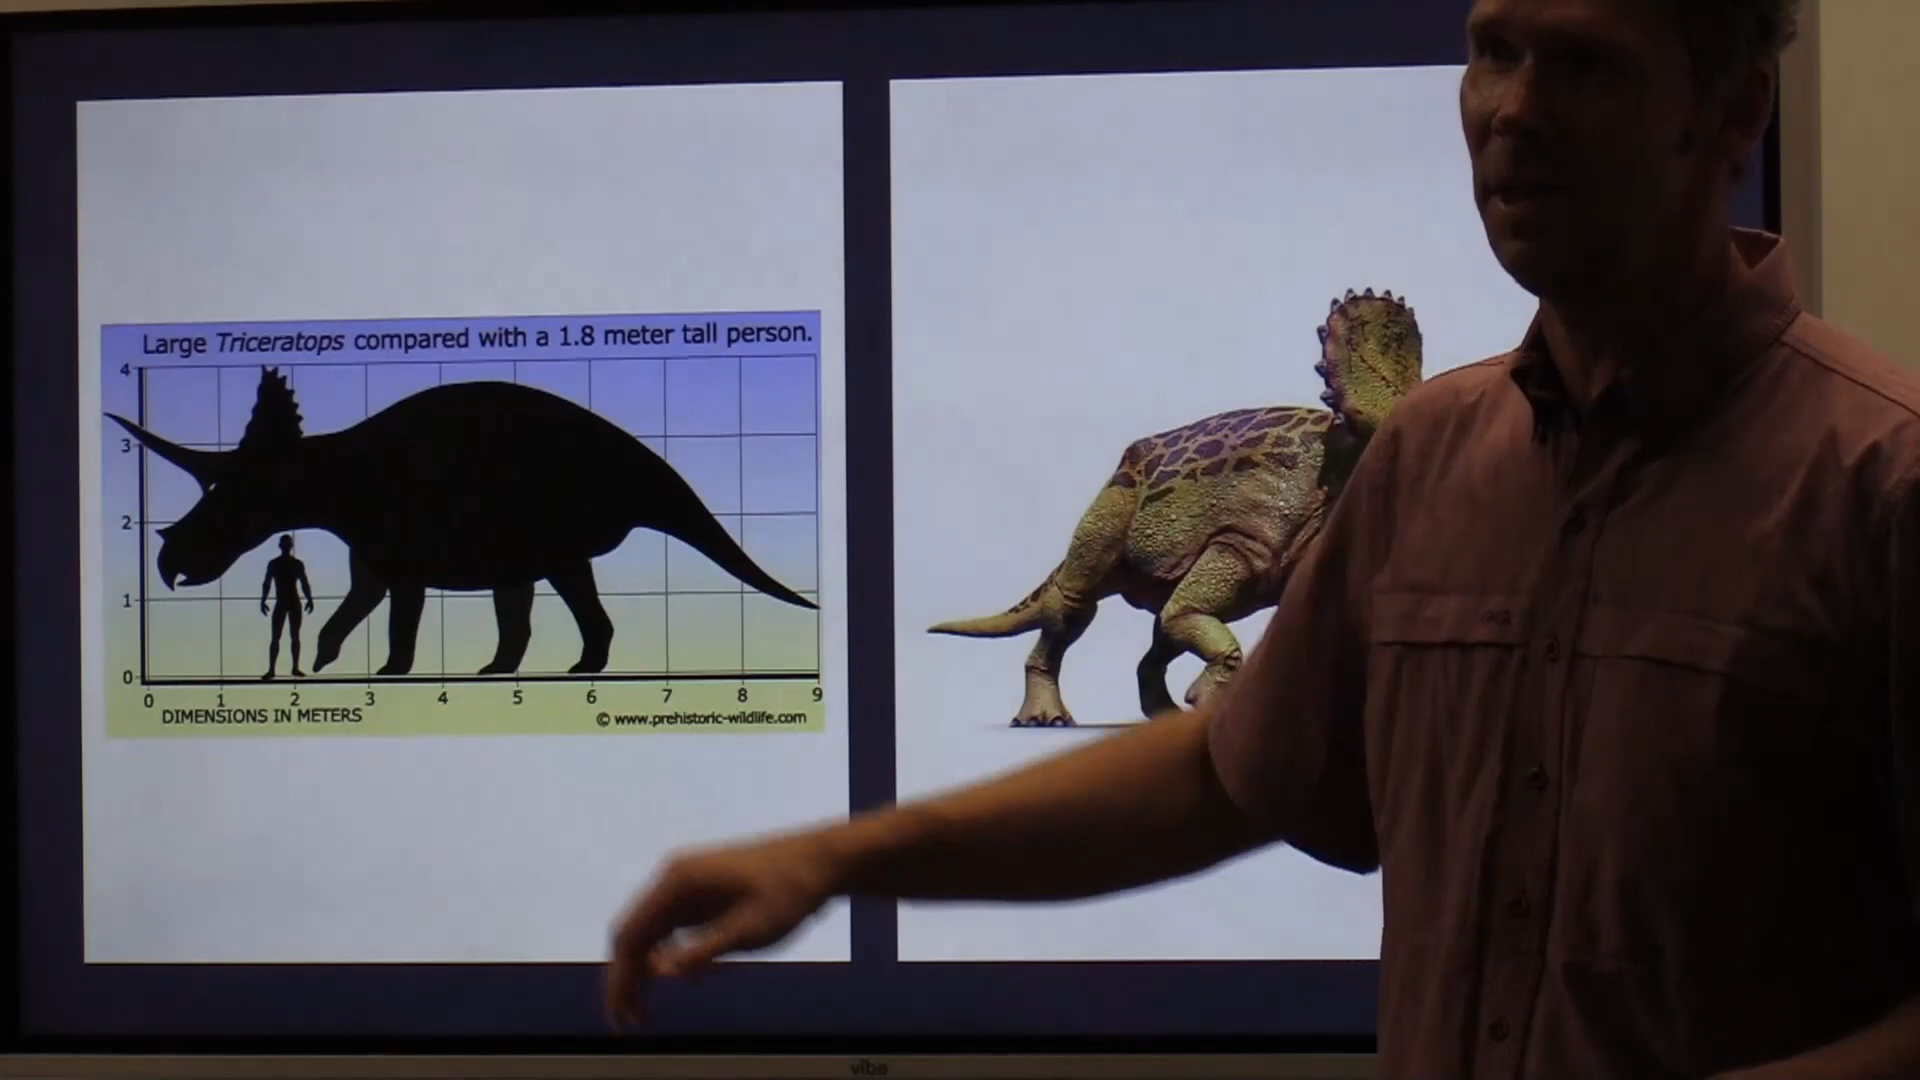 Large Triceratops compared with a 1.8 meter tall person.
4
3
2
1
0
0 1 2 3 4 5 6 7 8 9
DIMENSIONS IN METERS
© www.prehistoric-wildlife.com
vibe